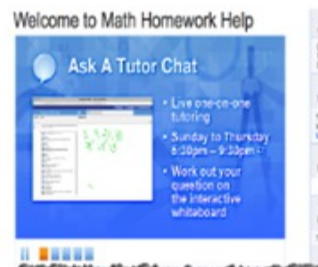 Welcome to Math Homework Help
Ask A Tutor Chat
• Live one-on-one
tutoring
• Sunday to Thursday
6:30pm – 9:30pm
• Work out your
question on
the interactive
whiteboard